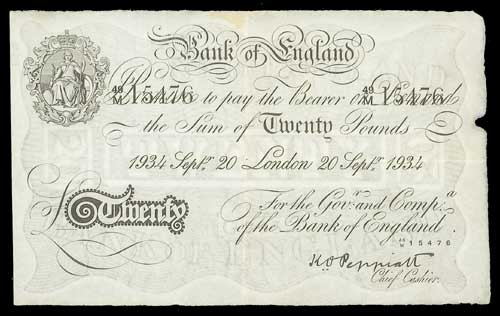 Bank of England
49/M 15476 49/M 15476
Promise to pay the Bearer on Demand
the Sum of Twenty Pounds
1934 Septr. 20 London 20 Septr. 1934
For the Govr. and Compa.
£ Twenty of the Bank of England.
49/M 15476
K.O. Peppiatt
Chief Cashier.